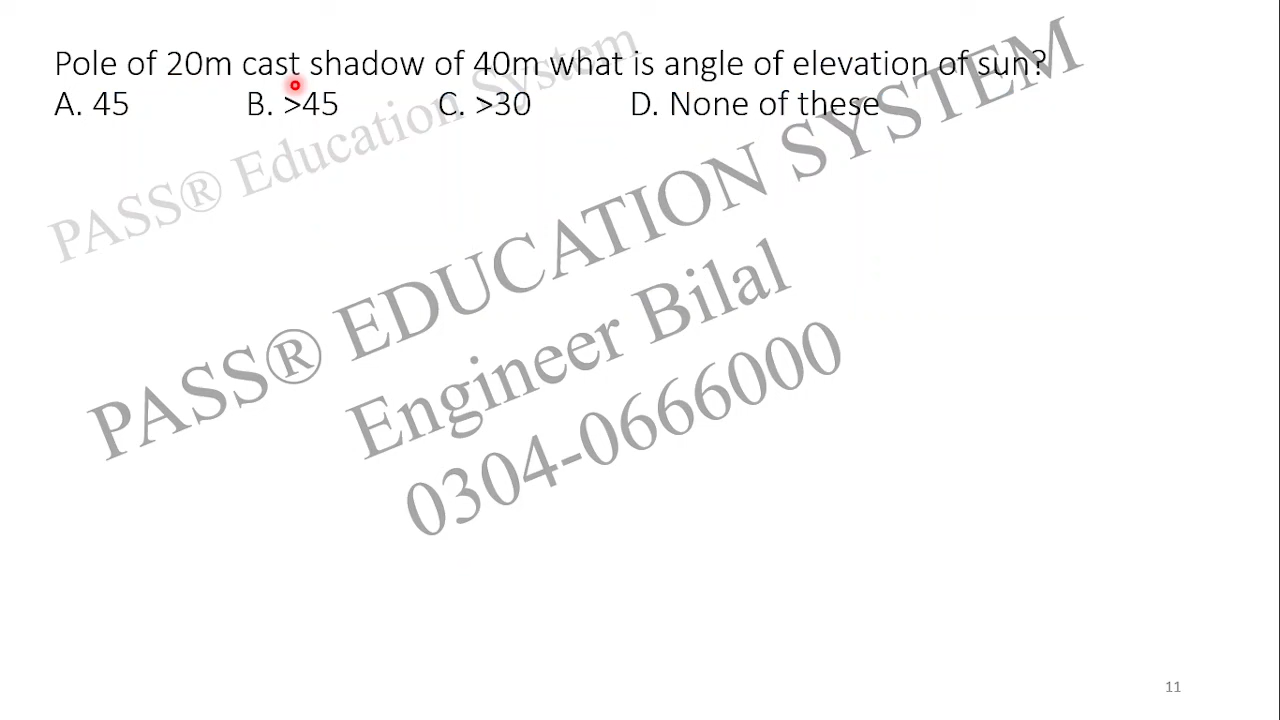 Pole of 20m cast shadow of 40m what is angle of elevation of sun?
A. 45 B. >45 C. >30 D. None of these
PASS® Education System
PASS® EDUCATION SYSTEM
Engineer Bilal
0304-0666000
11